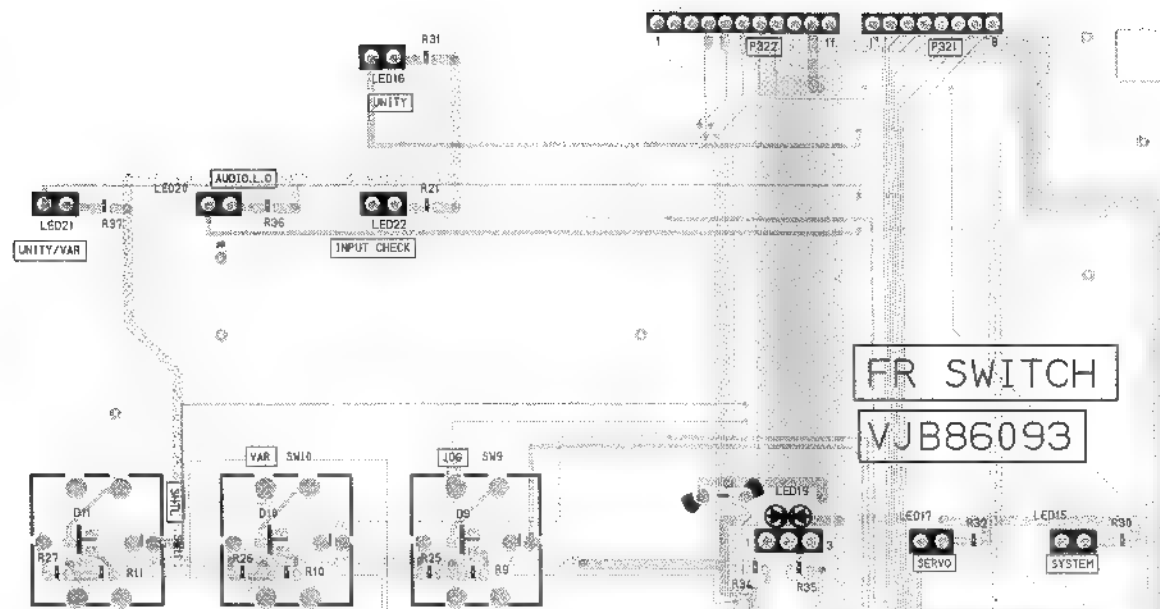 1 P322 11
1 P321 8
R31
LED16
UNITY
AUDIO.L.O
LED20
R21
LED21
R37
R36
LED22
UNITY/VAR
INPUT CHECK
FR SWITCH
VJB86093
VAR SW10
JOG SW9
SHTL
SW11
LED19
D11
D10
D9
LED17
R32
LED15
R30
3
R27
R11
R26
R10
R25
R9
R34
R35
SERVO
SYSTEM